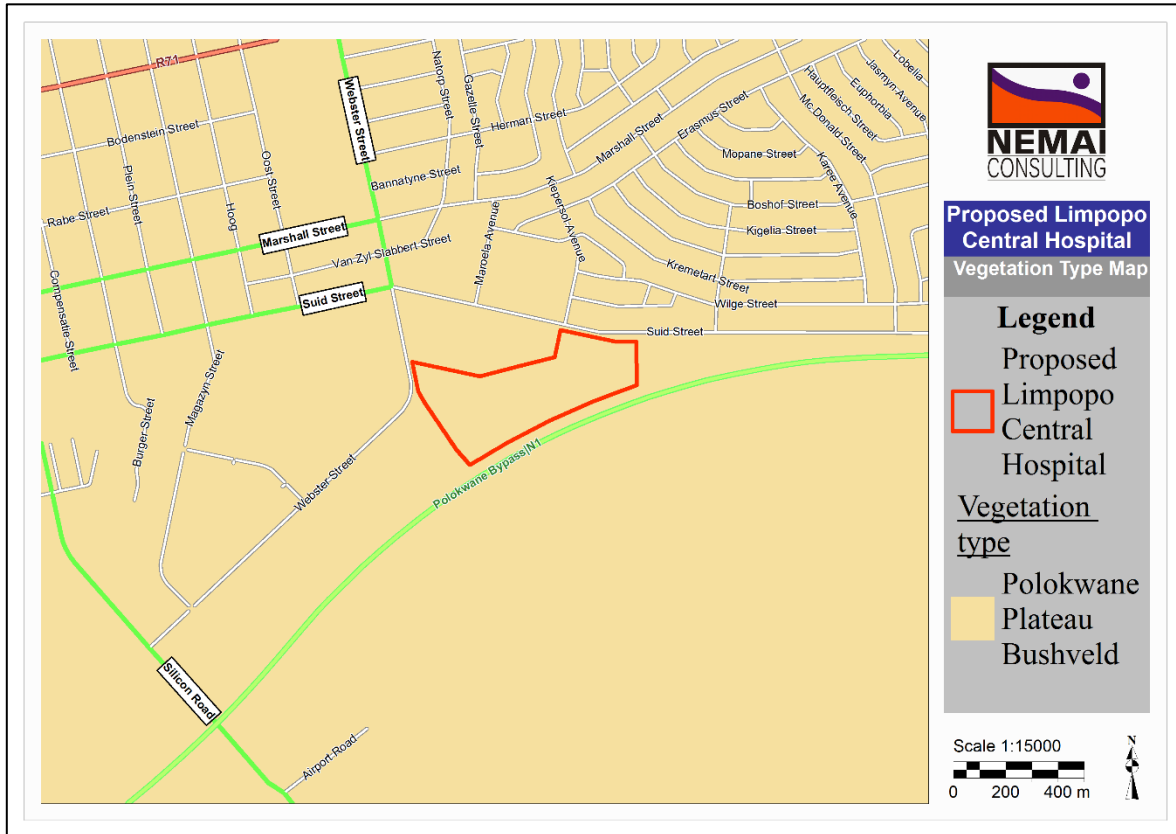 R71
Webster Street
Natorp Street
Gazelle Street
Herman Street
Bodenstein Street
Marshall Street
Erasmus Street
Hauptfleisch Street
Mc.Donald Street
Euphorbia
Jasmyn Avenue
Lobelia
Mopane Street
Karee Avenue
Plein Street
Oost Street
Bannatyne Street
Kiepersol Avenue
Boshof Street
Rabe Street
Hoog
Marshall Street
Van Zyl Slabbert Street
Maroela Avenue
Kigelia Street
Kremetart Street
Compensatie Street
Suid Street
Wilge Street
Suid Street
Magazyn Street
Burger Street
Webster Street
Polokwane Bypass|N1
Silicon Road
Airport Road
NEMAI
CONSULTING
Proposed Limpopo
Central Hospital
Vegetation Type Map
Legend
Proposed
Limpopo
Central
Hospital
Vegetation
type
Polokwane
Plateau
Bushveld
Scale 1:15000
N
0 200 400 m